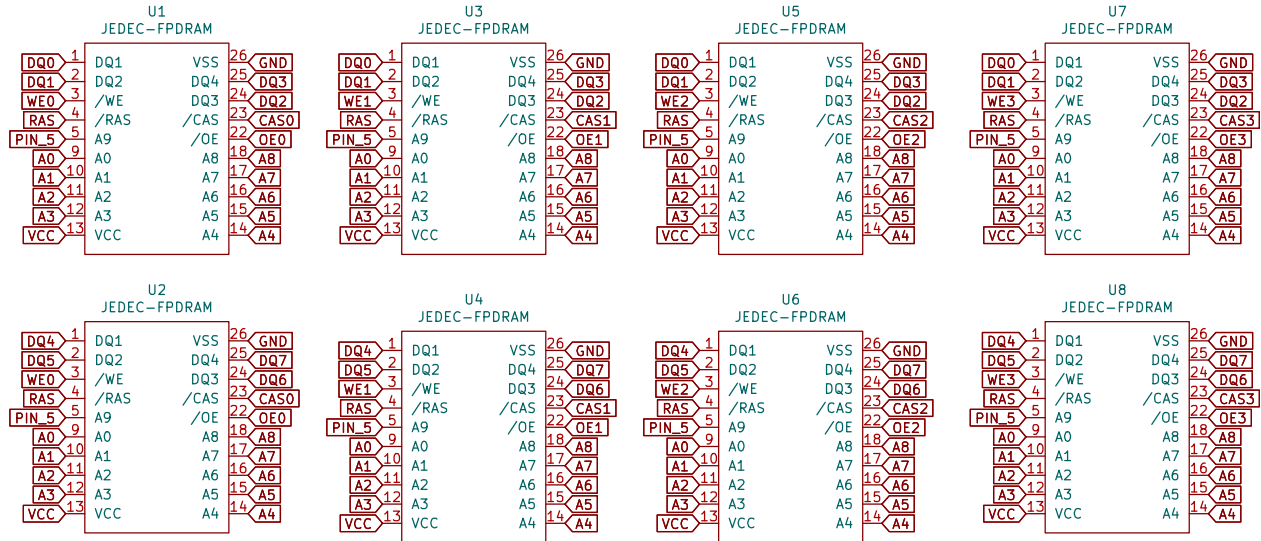 U1
JEDEC-FPDRAM
DQ0 1 DQ1 VSS 26 GND
DQ1 2 DQ2 DQ4 25 DQ3
WE0 3 /WE DQ3 24 DQ2
RAS 4 /RAS /CAS 23 CAS0
PIN_5 5 A9 /OE 22 OE0
A0 9 A0 A8 18 A8
A1 10 A1 A7 17 A7
A2 11 A2 A6 16 A6
A3 12 A3 A5 15 A5
VCC 13 VCC A4 14 A4
U3
JEDEC-FPDRAM
DQ0 1 DQ1 VSS 26 GND
DQ1 2 DQ2 DQ4 25 DQ3
WE1 3 /WE DQ3 24 DQ2
RAS 4 /RAS /CAS 23 CAS1
PIN_5 5 A9 /OE 22 OE1
A0 9 A0 A8 18 A8
A1 10 A1 A7 17 A7
A2 11 A2 A6 16 A6
A3 12 A3 A5 15 A5
VCC 13 VCC A4 14 A4
U5
JEDEC-FPDRAM
DQ0 1 DQ1 VSS 26 GND
DQ1 2 DQ2 DQ4 25 DQ3
WE2 3 /WE DQ3 24 DQ2
RAS 4 /RAS /CAS 23 CAS2
PIN_5 5 A9 /OE 22 OE2
A0 9 A0 A8 18 A8
A1 10 A1 A7 17 A7
A2 11 A2 A6 16 A6
A3 12 A3 A5 15 A5
VCC 13 VCC A4 14 A4
U7
JEDEC-FPDRAM
DQ0 1 DQ1 VSS 26 GND
DQ1 2 DQ2 DQ4 25 DQ3
WE3 3 /WE DQ3 24 DQ2
RAS 4 /RAS /CAS 23 CAS3
PIN_5 5 A9 /OE 22 OE3
A0 9 A0 A8 18 A8
A1 10 A1 A7 17 A7
A2 11 A2 A6 16 A6
A3 12 A3 A5 15 A5
VCC 13 VCC A4 14 A4
U2
JEDEC-FPDRAM
DQ4 1 DQ1 VSS 26 GND
DQ5 2 DQ2 DQ4 25 DQ7
WE0 3 /WE DQ3 24 DQ6
RAS 4 /RAS /CAS 23 CAS0
PIN_5 5 A9 /OE 22 OE0
A0 9 A0 A8 18 A8
A1 10 A1 A7 17 A7
A2 11 A2 A6 16 A6
A3 12 A3 A5 15 A5
VCC 13 VCC A4 14 A4
U4
JEDEC-FPDRAM
DQ4 1 DQ1 VSS 26 GND
DQ5 2 DQ2 DQ4 25 DQ7
WE1 3 /WE DQ3 24 DQ6
RAS 4 /RAS /CAS 23 CAS1
PIN_5 5 A9 /OE 22 OE1
A0 9 A0 A8 18 A8
A1 10 A1 A7 17 A7
A2 11 A2 A6 16 A6
A3 12 A3 A5 15 A5
VCC 13 VCC A4 14 A4
U6
JEDEC-FPDRAM
DQ4 1 DQ1 VSS 26 GND
DQ5 2 DQ2 DQ4 25 DQ7
WE2 3 /WE DQ3 24 DQ6
RAS 4 /RAS /CAS 23 CAS2
PIN_5 5 A9 /OE 22 OE2
A0 9 A0 A8 18 A8
A1 10 A1 A7 17 A7
A2 11 A2 A6 16 A6
A3 12 A3 A5 15 A5
VCC 13 VCC A4 14 A4
U8
JEDEC-FPDRAM
DQ4 1 DQ1 VSS 26 GND
DQ5 2 DQ2 DQ4 25 DQ7
WE3 3 /WE DQ3 24 DQ6
RAS 4 /RAS /CAS 23 CAS3
PIN_5 5 A9 /OE 22 OE3
A0 9 A0 A8 18 A8
A1 10 A1 A7 17 A7
A2 11 A2 A6 16 A6
A3 12 A3 A5 15 A5
VCC 13 VCC A4 14 A4